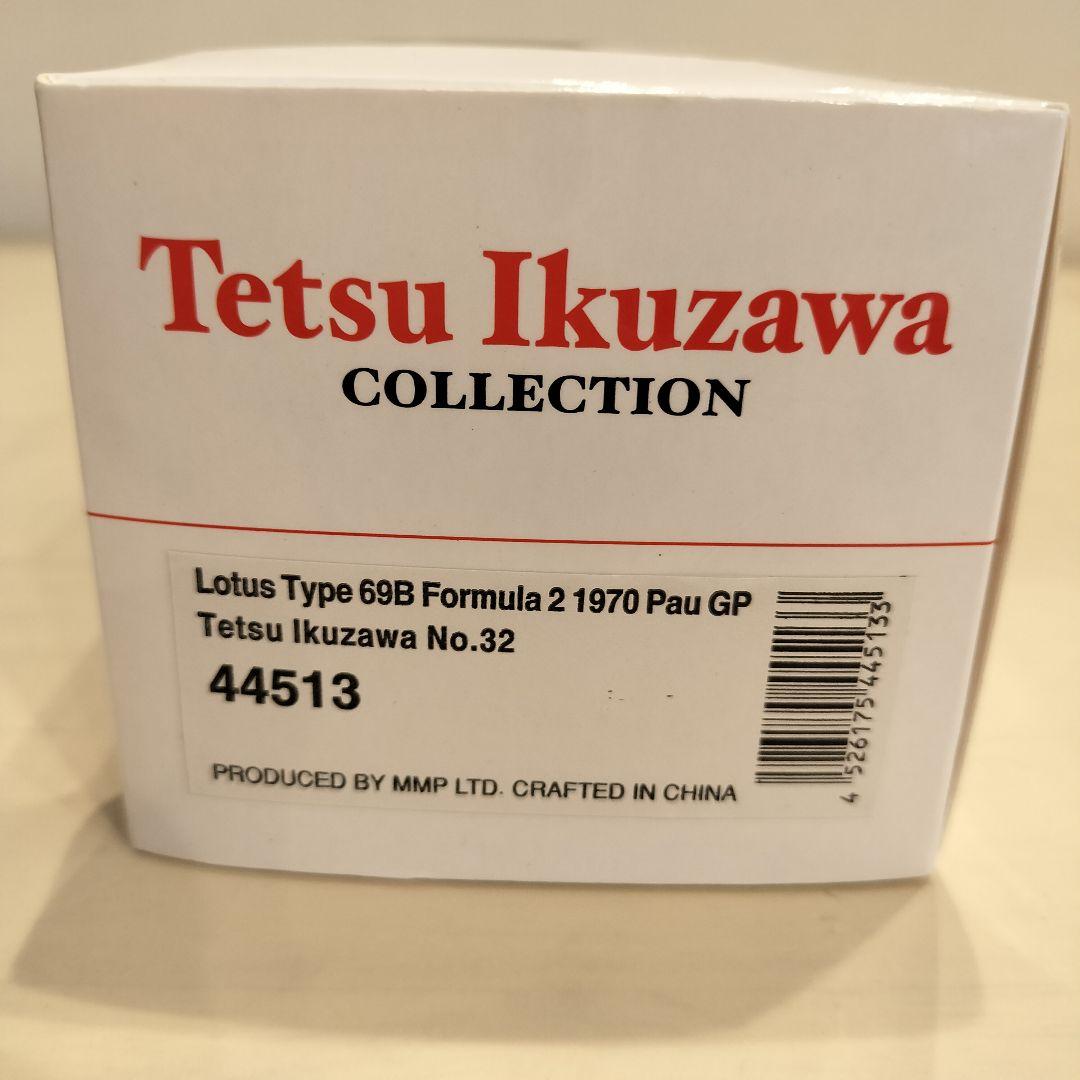 Tetsu Ikuzawa
COLLECTION
Lotus Type 69B Formula 2 1970 Pau GP
Tetsu Ikuzawa No.32
44513
PRODUCED BY MMP LTD. CRAFTED IN CHINA
4 526175 445133